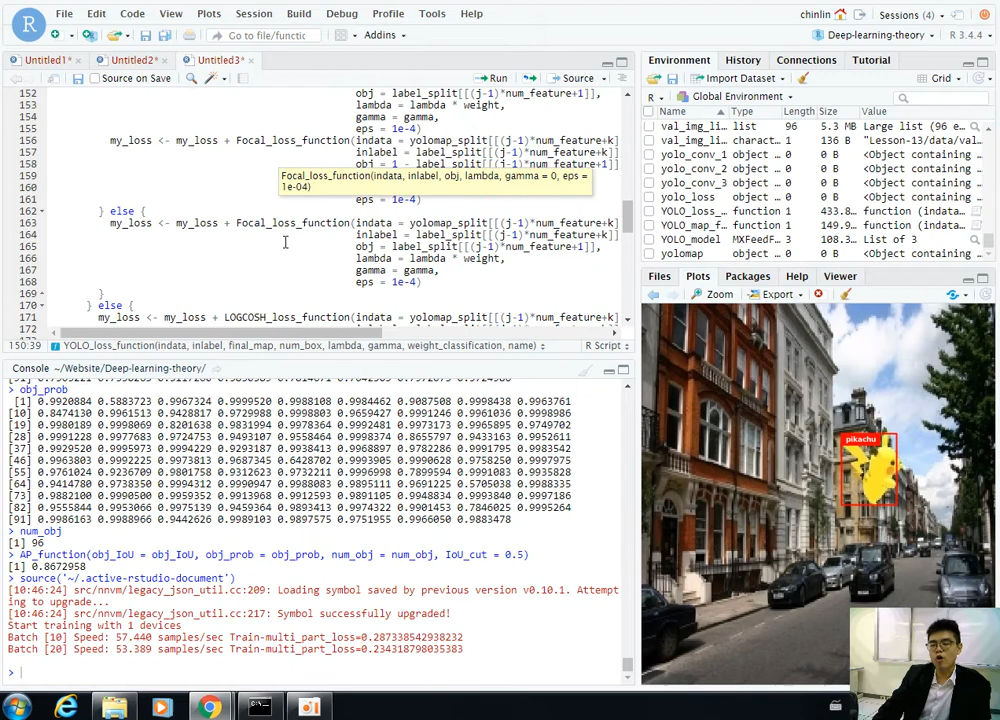 File Edit Code View Plots Session Build Debug Profile Tools Help
chinlin Sessions (4)
Go to file/functic Addins
Deep-learning-theory R 3.4.4
Untitled1* Untitled2* Untitled3*
Source on Save Run Source
152 obj = label_split[[(j-1)*num_feature+1]],
153 lambda = lambda * weight,
154 gamma = gamma,
155 eps = 1e-4)
156 my_loss <- my_loss + Focal_loss_function(indata = yolomap_split[[(j-1)*num_feature+k]
157 inlabel = label_split[[(j-1)*num_feature+k]
158 obj = 1 - label_split[[(j-1)*num_feature+1]]
159
160
161 1e-4)
Focal_loss_function(indata, inlabel, obj, lambda, gamma = 0, eps =
1e-04)
162 } else {
163 my_loss <- my_loss + Focal_loss_function(indata = yolomap_split[[(j-1)*num_feature+k]
164 inlabel = label_split[[(j-1)*num_feature+k]
165 obj = label_split[[(j-1)*num_feature+1]],
166 lambda = lambda * weight,
167 gamma = gamma,
168 eps = 1e-4)
169 }
170 } else {
171 my_loss <- my_loss + LOGCOSH_loss_function(indata = yolomap_split[[(j-1)*num_feature+k]
172
150:39 YOLO_loss_function(indata, inlabel, final_map, num_box, lambda, gamma, weight_classification, name) R Script
Console ~/Website/Deep-learning-theory/
> obj_prob
[1] 0.9920884 0.5883723 0.9967324 0.9999520 0.9988108 0.9984462 0.9087508 0.9998438 0.9963761
[10] 0.8474130 0.9961513 0.9428817 0.9729988 0.9998803 0.9659427 0.9991246 0.9961036 0.9998986
[19] 0.9980189 0.9998069 0.8201638 0.9831994 0.9978364 0.9992481 0.9973173 0.9965895 0.9749702
[28] 0.9991228 0.9977683 0.9724753 0.9493107 0.9558464 0.9998374 0.8655797 0.9433163 0.9952611
[37] 0.9929520 0.9995973 0.9994229 0.9293187 0.9938413 0.9968897 0.9782286 0.9991795 0.9933868
[46] 0.9963803 0.9992225 0.9973813 0.9687345 0.6428702 0.9993365 0.9990628 0.9758250 0.9997975
[55] 0.9761024 0.9236709 0.9801758 0.9312623 0.9732211 0.9996998 0.7899594 0.9991083 0.9935828
[64] 0.9414780 0.9738350 0.9994312 0.9990947 0.9988083 0.9895111 0.9691225 0.5705038 0.9988335
[73] 0.9882100 0.9990500 0.9959352 0.9913968 0.9912593 0.9891105 0.9948834 0.9993840 0.9997186
[82] 0.9555844 0.9953066 0.9975139 0.9459364 0.9893413 0.9974322 0.9901453 0.7846025 0.9995264
[91] 0.9986163 0.9988966 0.9442626 0.9989103 0.9897575 0.9751955 0.9966050 0.9883478
> num_obj
[1] 96
> AP_function(obj_IoU = obj_IoU, obj_prob = obj_prob, num_obj = num_obj, IoU_cut = 0.5)
[1] 0.8672958
> source('~/.active-rstudio-document')
[10:46:24] src/nnvm/legacy_json_util.cc:209: Loading symbol saved by previous version v0.10.1. Attempt
ing to upgrade...
[10:46:24] src/nnvm/legacy_json_util.cc:217: Symbol successfully upgraded!
Start training with 1 devices
Batch [10] Speed: 57.440 samples/sec Train-multi_part_loss=0.287338542938232
Batch [20] Speed: 53.389 samples/sec Train-multi_part_loss=0.234318798035383
>
Environment History Connections Tutorial
Import Dataset Grid
R Global Environment
Name Type Length Size Value
val_img_li… list 96 5.3 MB Large list (96 e…
val_img_li… charact… 1 136 B "Lesson-13/data/val…
yolo_conv_1 object … 0 0 B <Object containing
yolo_conv_2 object … 0 0 B <Object containing
yolo_conv_3 object … 0 0 B <Object containing
yolo_loss object … 0 0 B <Object containing
YOLO_loss_… function 1 433.8… function (indata…
YOLO_map_f… function 1 149.9… function (indata…
YOLO_model MXFeedF… 3 108.3… List of 3
yolomap object … 0 0 B <Object containing
Files Plots Packages Help Viewer
Zoom Export
pikachu